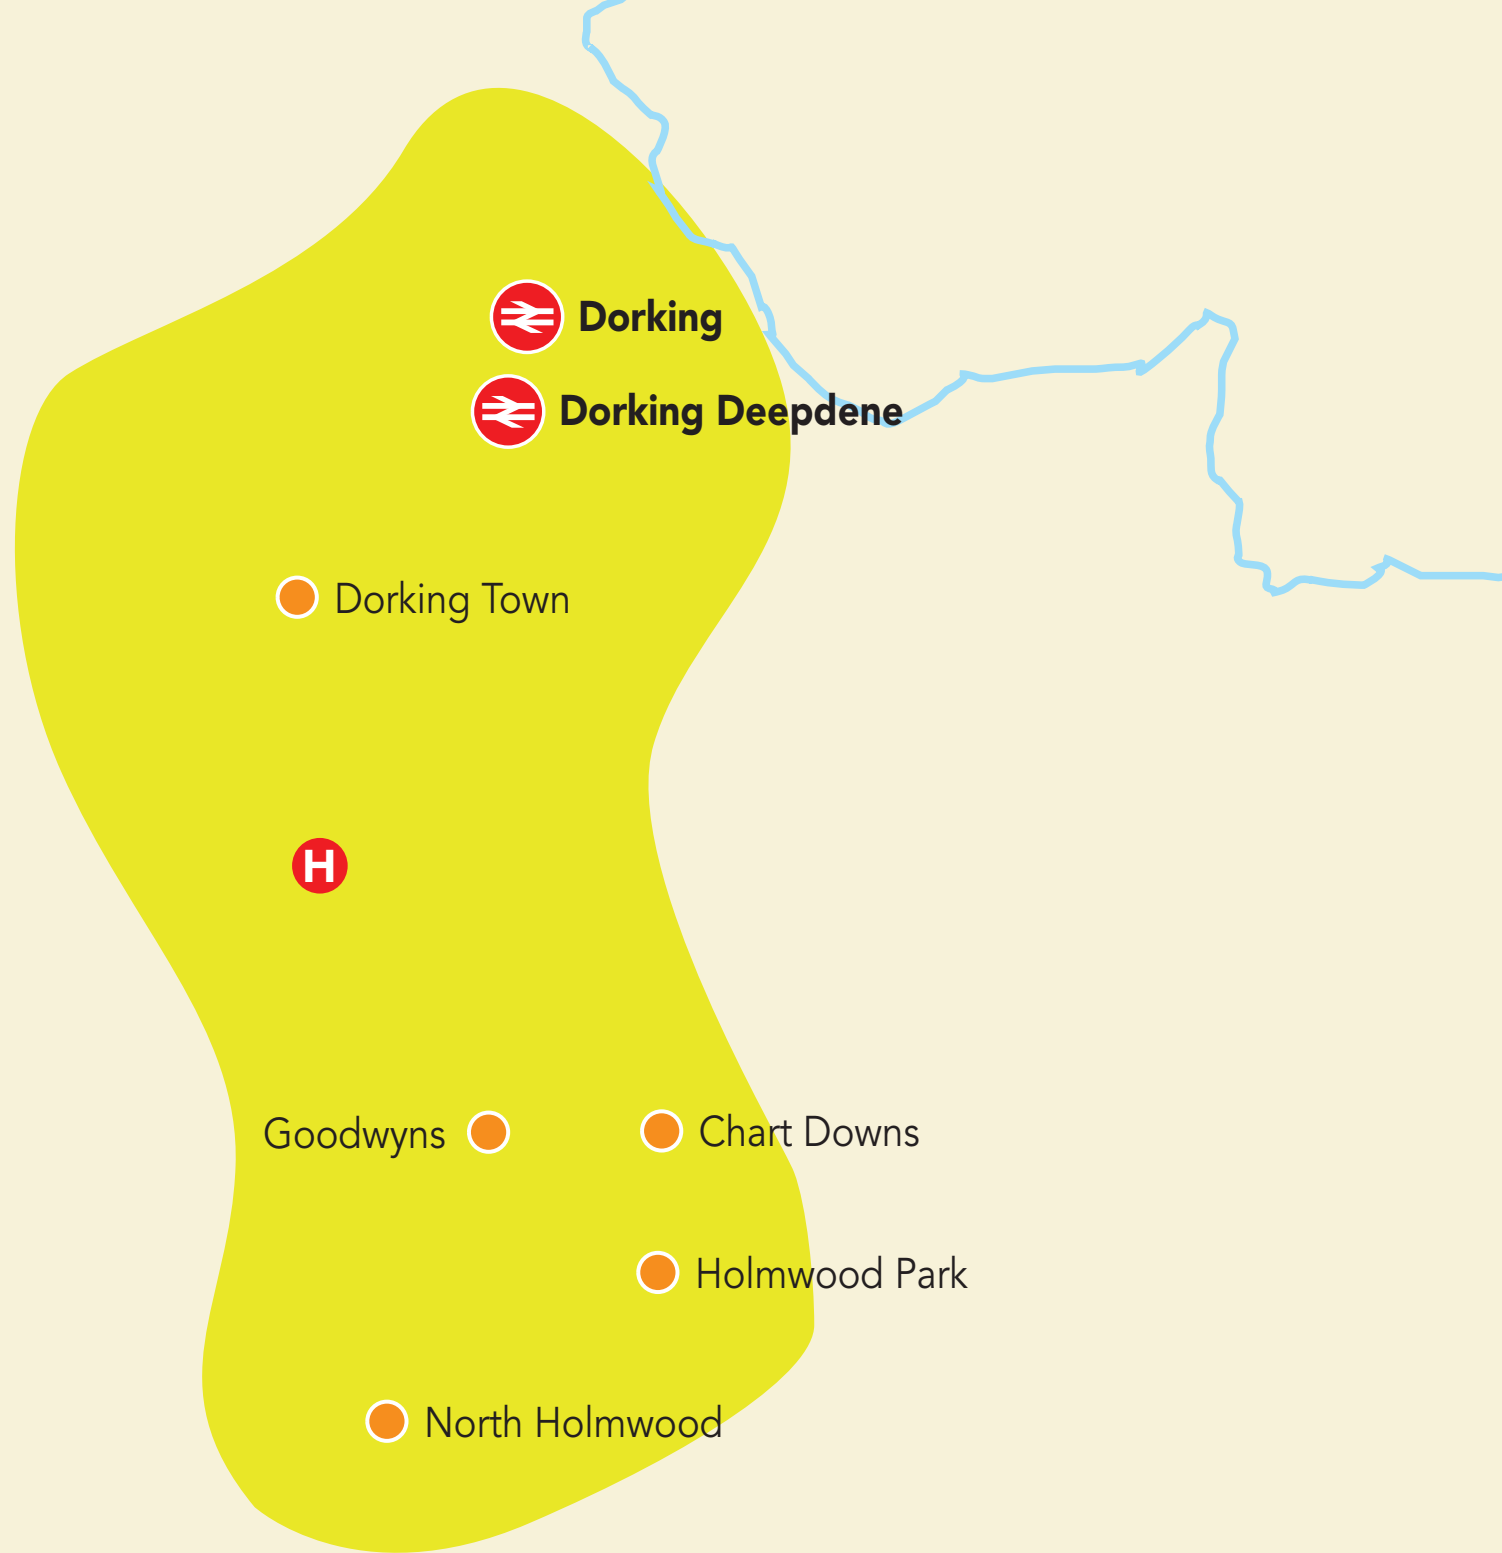 Dorking
Dorking Deepdene
Dorking Town
H
Goodwyns
Chart Downs
Holmwood Park
North Holmwood